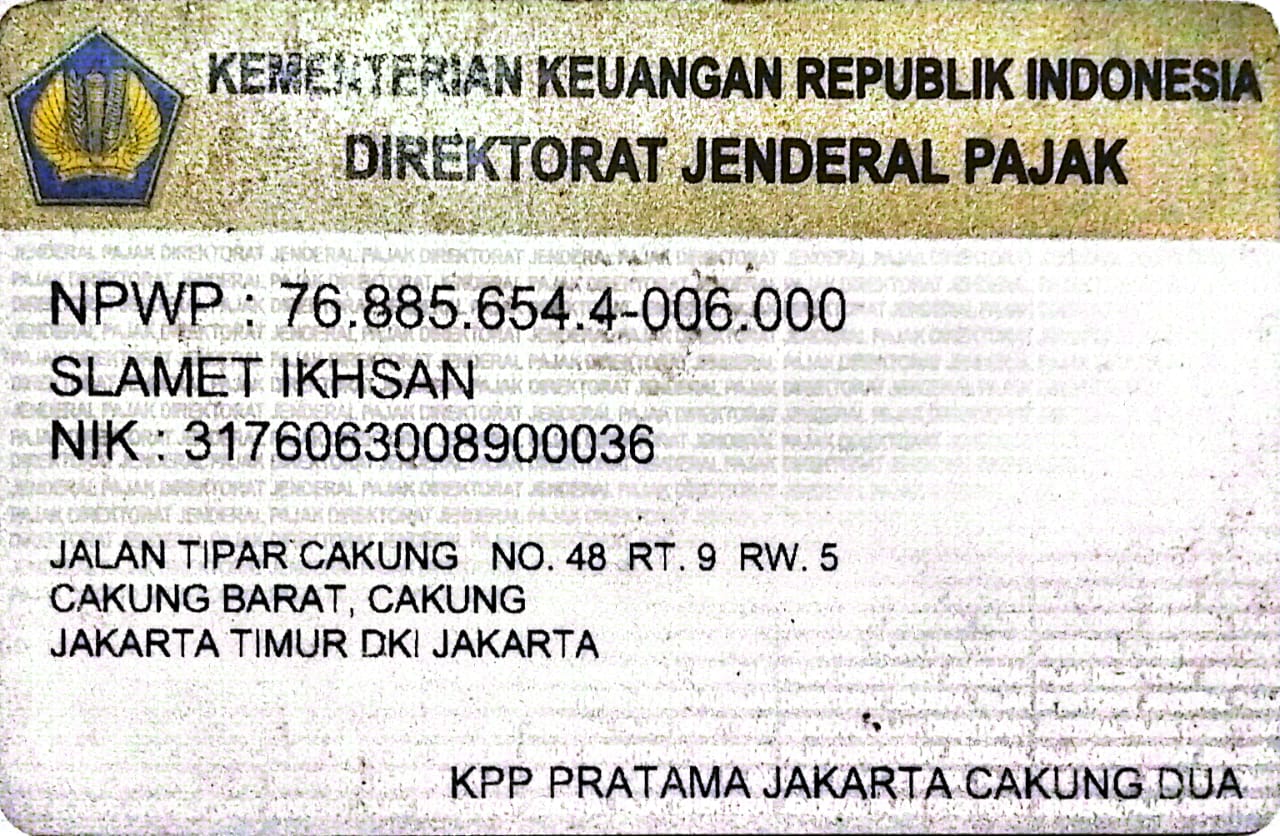 KEMENTERIAN KEUANGAN REPUBLIK INDONESIA
DIREKTORAT JENDERAL PAJAK
NPWP : 76.885.654.4-006.000
SLAMET IKHSAN
NIK : 3176063008900036
JALAN TIPAR CAKUNG NO. 48 RT. 9 RW. 5
CAKUNG BARAT, CAKUNG
JAKARTA TIMUR DKI JAKARTA
KPP PRATAMA JAKARTA CAKUNG DUA